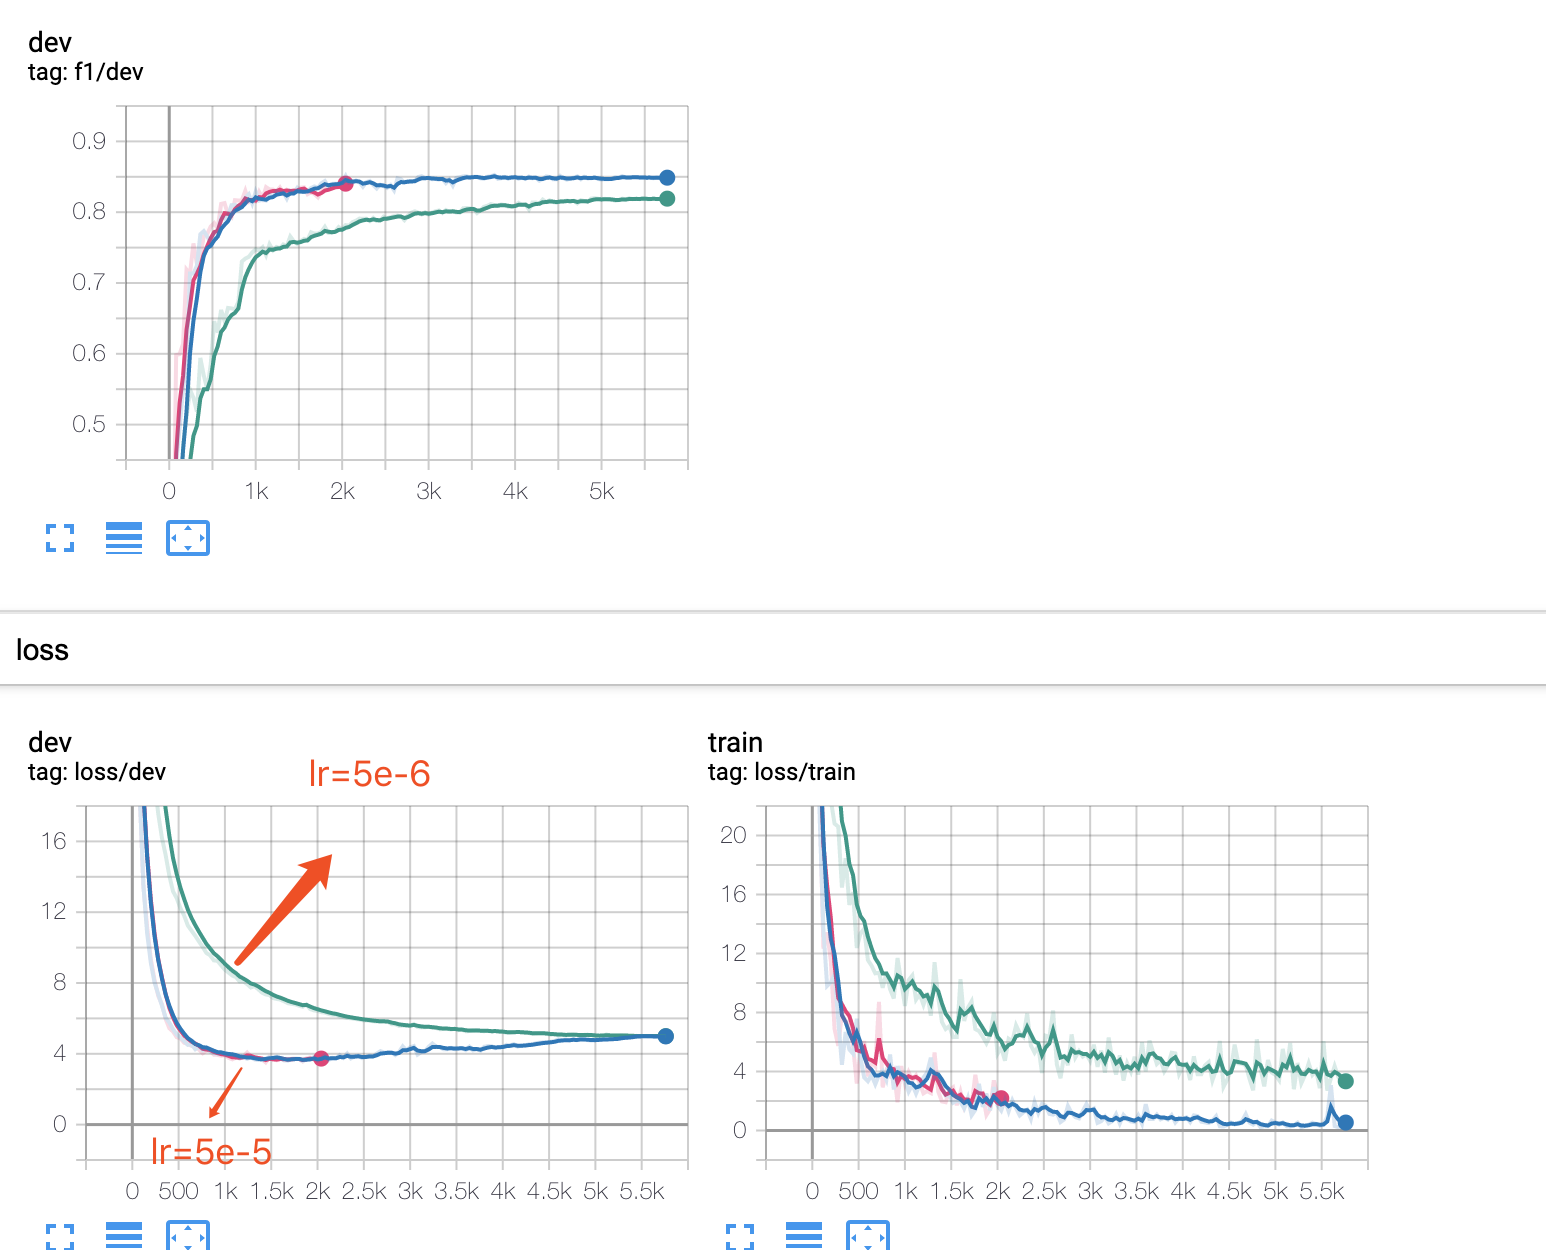 dev
tag: f1/dev
0.9
0.8
0.7
0.6
0.5
0 1k 2k 3k 4k 5k
loss
dev
tag: loss/dev
lr=5e-6
16
12
8
4
0
lr=5e-5
0 500 1k 1.5k 2k 2.5k 3k 3.5k 4k 4.5k 5k 5.5k
train
tag: loss/train
20
16
12
8
4
0
0 500 1k 1.5k 2k 2.5k 3k 3.5k 4k 4.5k 5k 5.5k